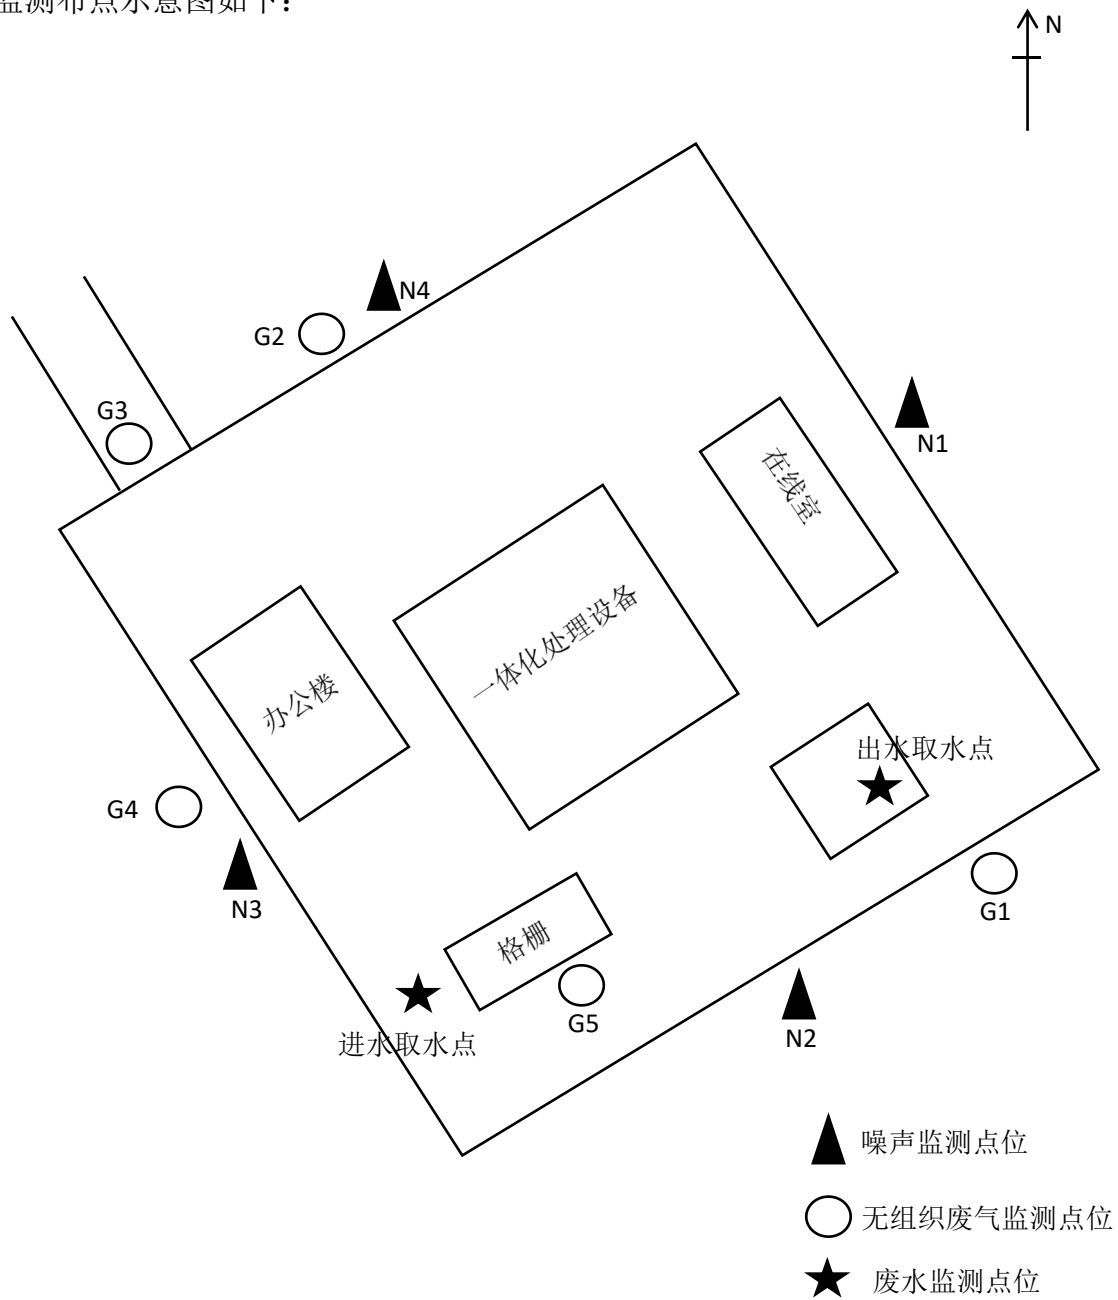 监测布点示意图如下:
N
N4
G2
G3
N1
在线室
一体化处理设备
办公楼
出水取水点
G4
N3
G1
格栅
G5
N2
进水取水点
噪声监测点位
无组织废气监测点位
废水监测点位